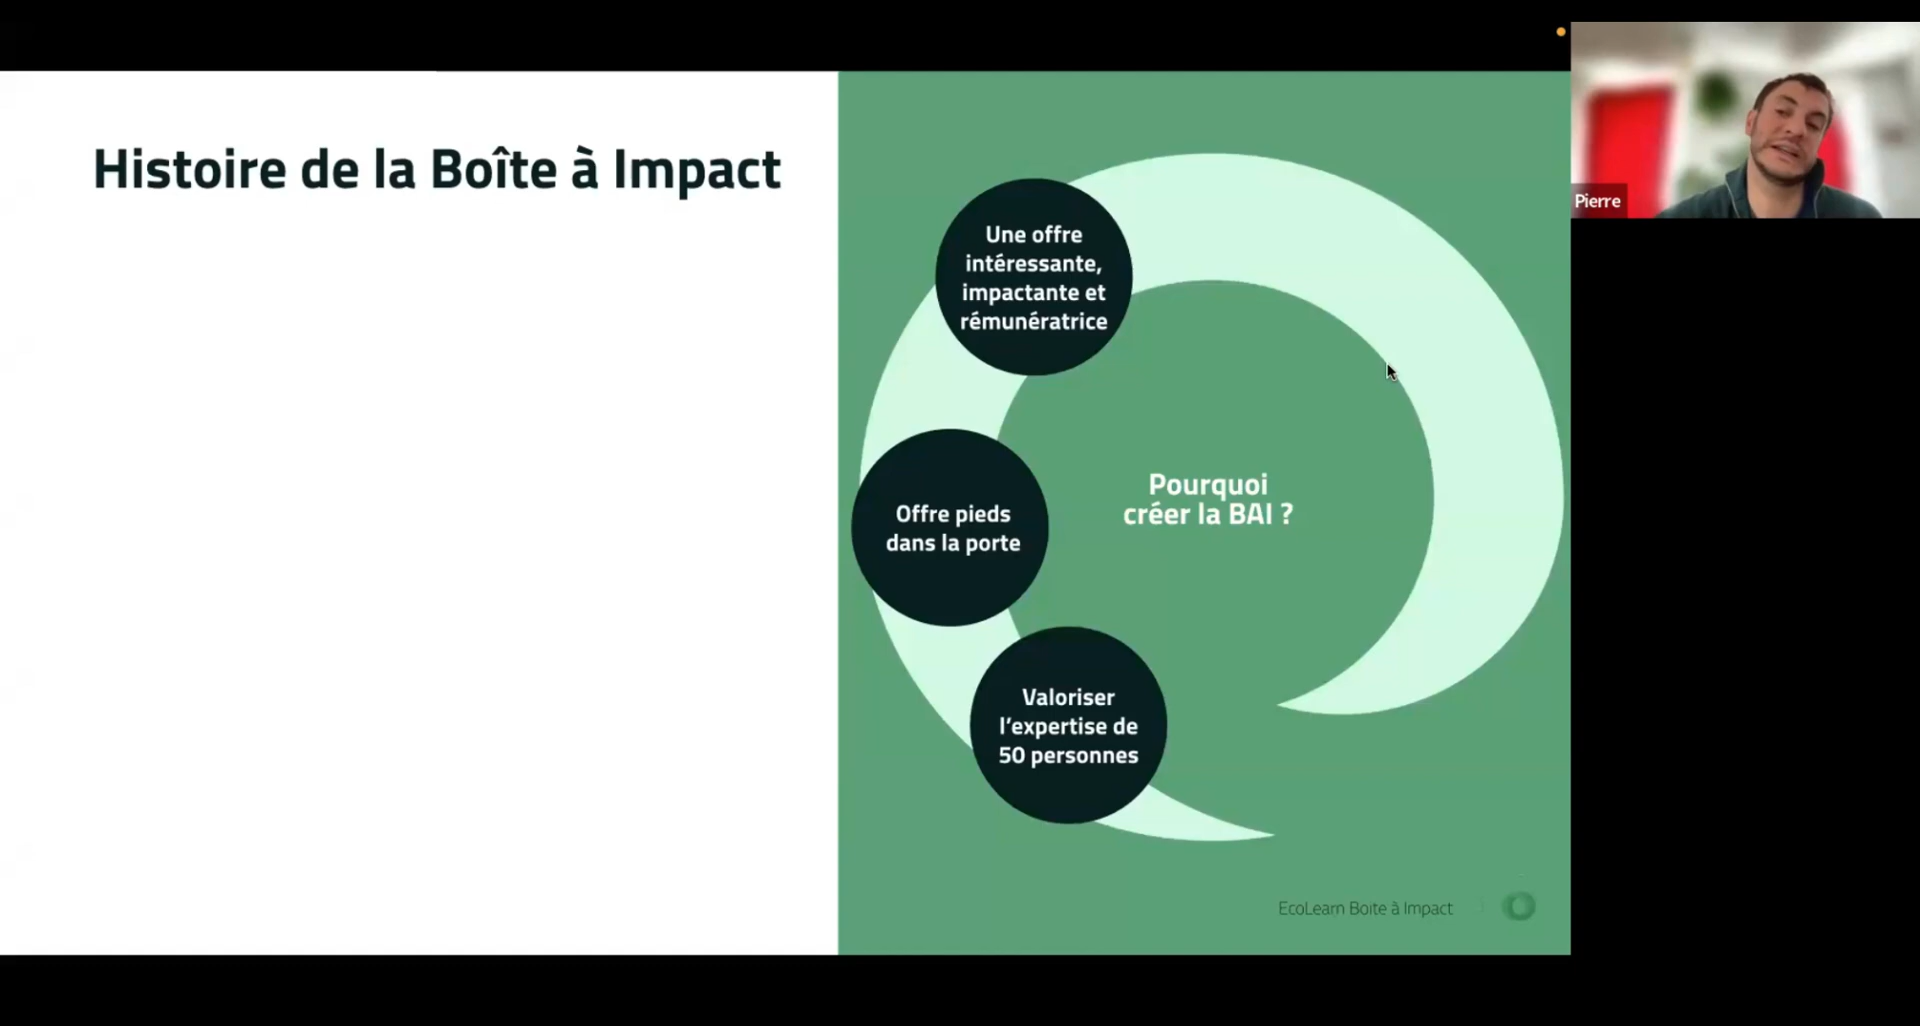 Histoire de la Boîte à Impact
Une offre
intéressante,
impactante et
rémunératrice
Offre pieds
dans la porte
Valoriser
l'expertise de
50 personnes
Pourquoi
créer la BAI ?
EcoLearn Boite à Impact
Pierre